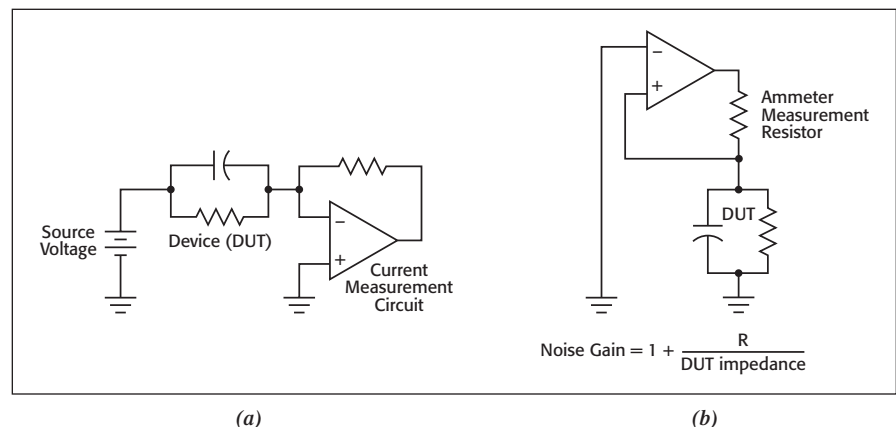 Source
Voltage
Device (DUT)
−
+
Current
Measurement
Circuit
(a)
−
+
Ammeter
Measurement
Resistor
DUT
Noise Gain = 1 + R / DUT impedance
(b)